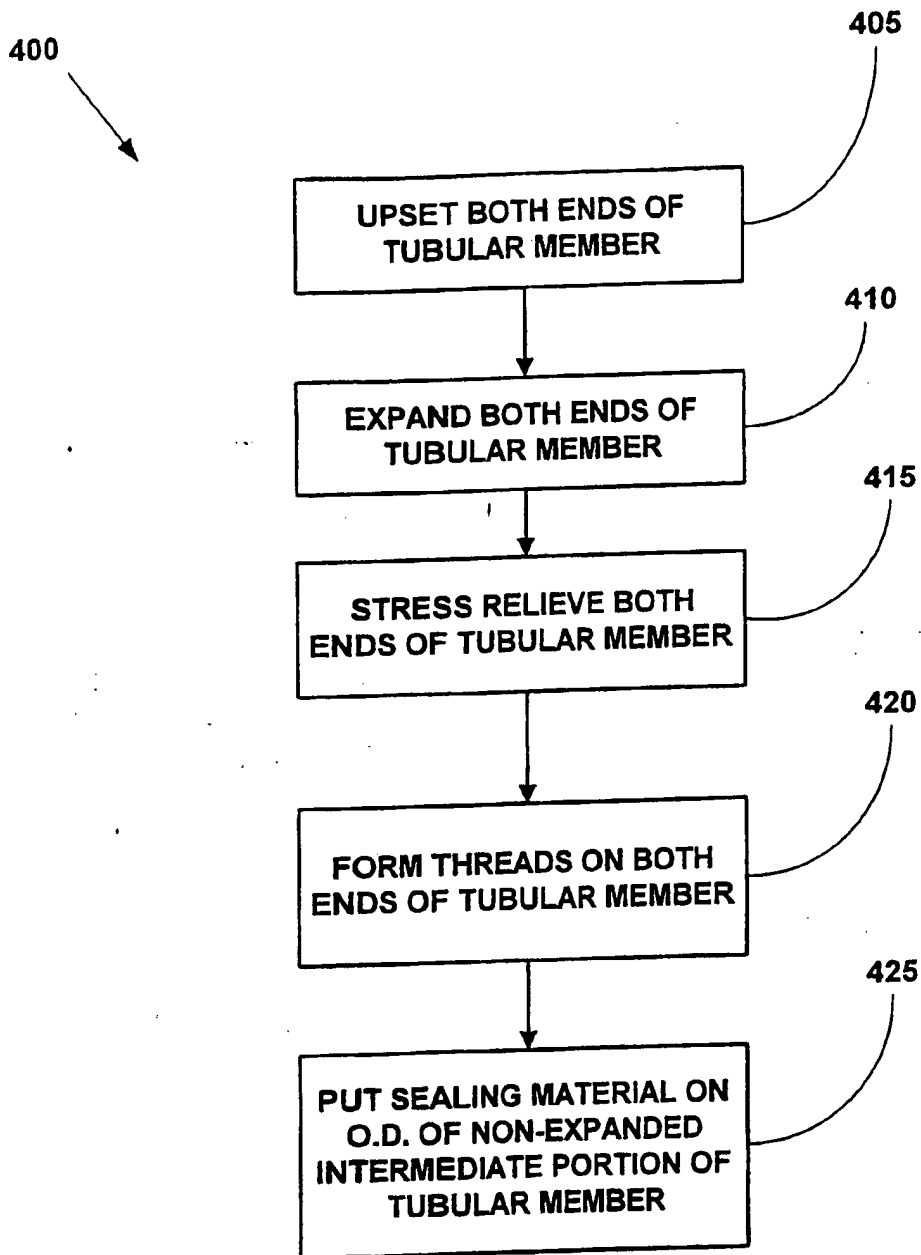 405
400
UPSET BOTH ENDS OF
TUBULAR MEMBER
410
EXPAND BOTH ENDS OF
TUBULAR MEMBER
415
STRESS RELIEVE BOTH
ENDS OF TUBULAR MEMBER
420
FORM THREADS ON BOTH
ENDS OF TUBULAR MEMBER
425
PUT SEALING MATERIAL ON
O.D. OF NON-EXPANDED
INTERMEDIATE PORTION OF
TUBULAR MEMBER